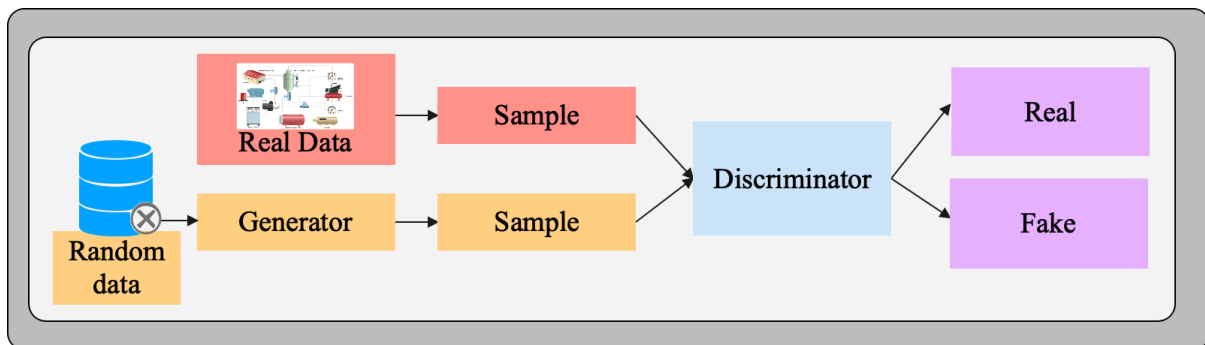 Real Data
Sample
Real
Discriminator
Generator
Sample
Fake
Random
data